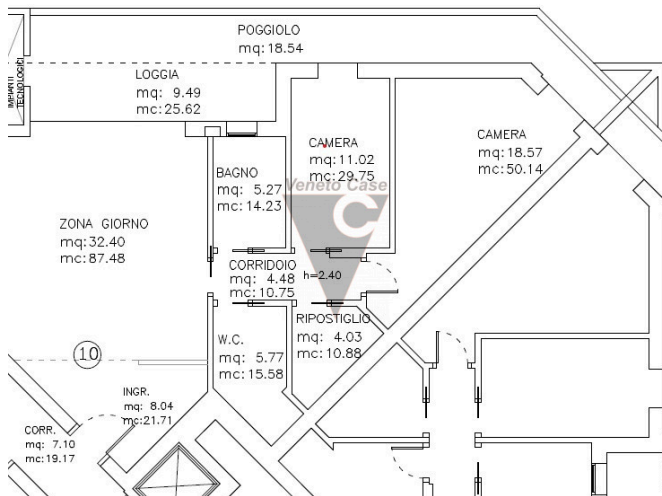 POGGIOLO
mq: 18.54
IMPIANTI
TECNOLOGICI
LOGGIA
mq: 9.49
mc: 25.62
CAMERA
mq: 11.02
mc: 29.75
CAMERA
mq: 18.57
mc: 50.14
BAGNO
mq: 5.27
mc: 14.23
Veneto Case
C
ZONA GIORNO
mq: 32.40
mc: 87.48
CORRIDOIO
mq: 4.48
mc: 10.75
h=2.40
RIPOSTIGLIO
mq: 4.03
mc: 10.88
W.C.
mq: 5.77
mc: 15.58
10
INGR.
mq: 8.04
mc: 21.71
CORR.
mq: 7.10
mc: 19.17